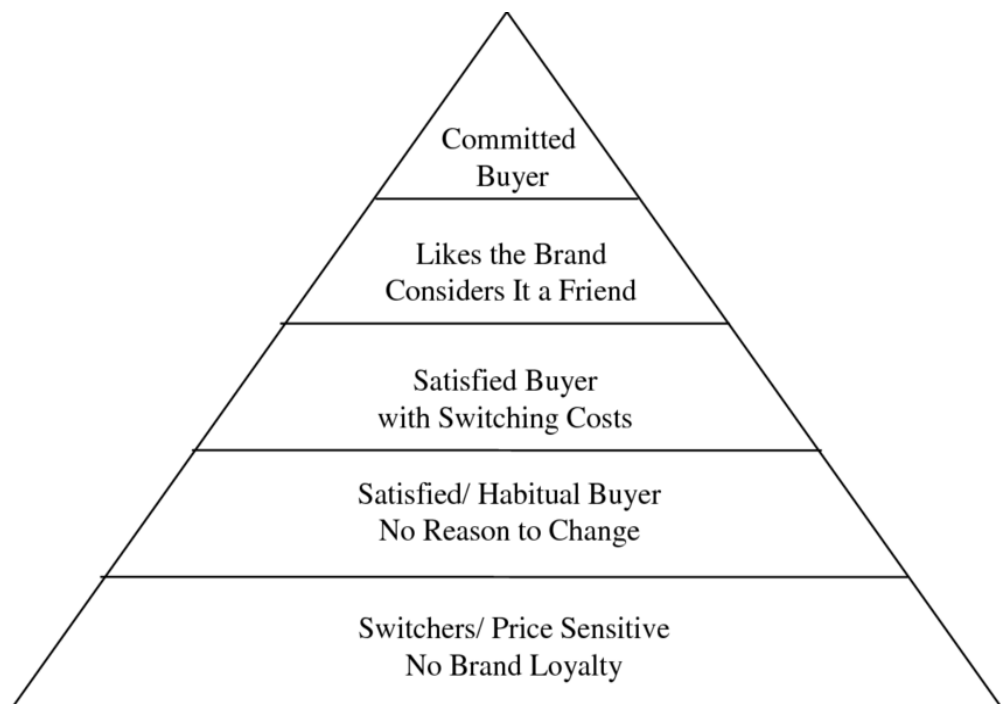 Committed
Buyer
Likes the Brand
Considers It a Friend
Satisfied Buyer
with Switching Costs
Satisfied/ Habitual Buyer
No Reason to Change
Switchers/ Price Sensitive
No Brand Loyalty